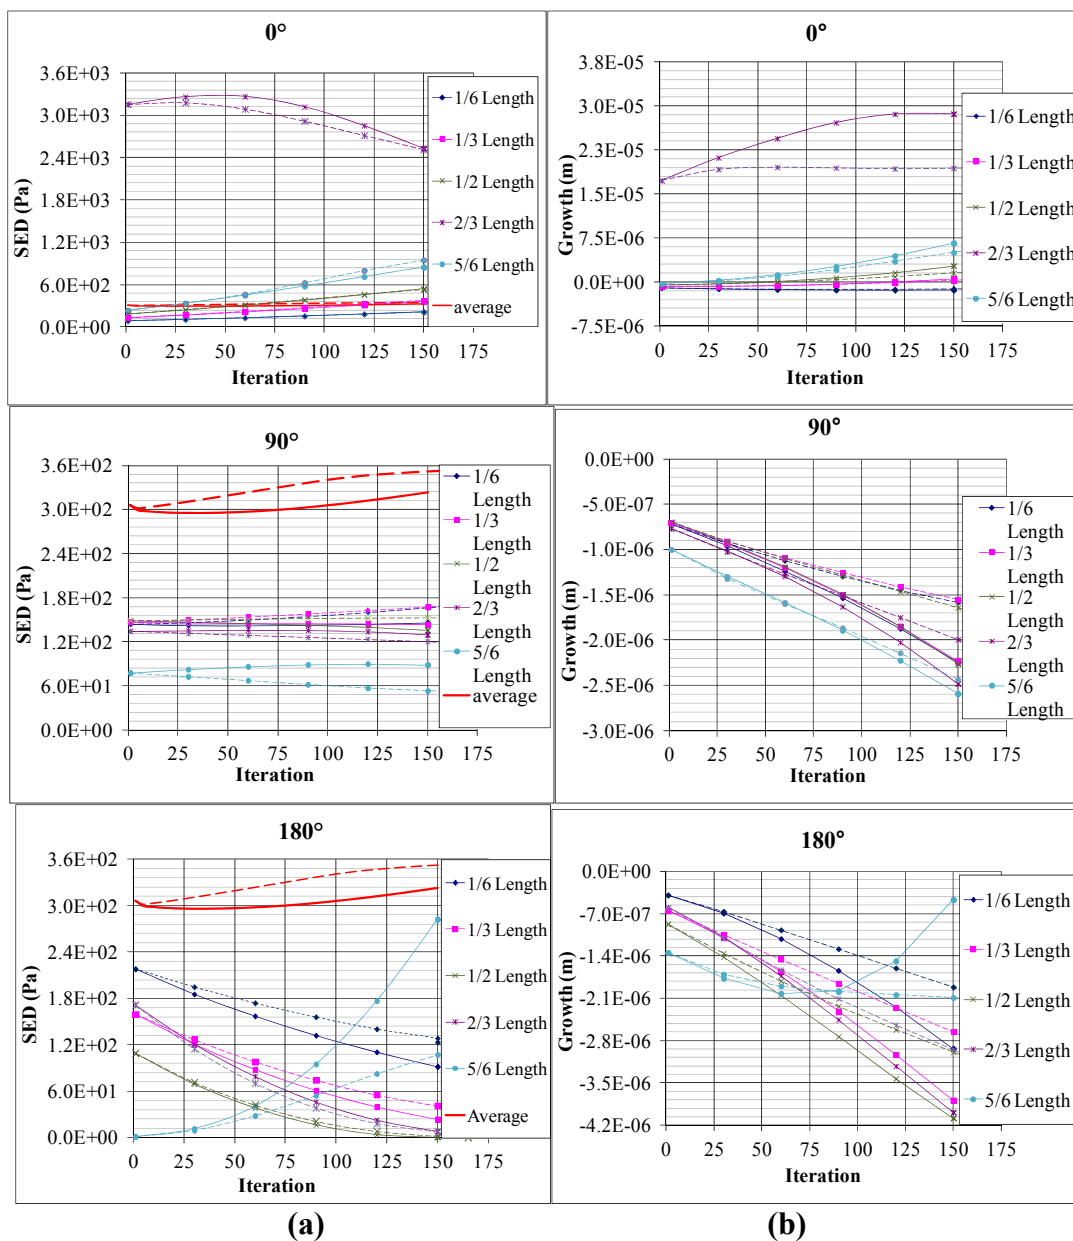 0°
SED (Pa)
3.6E+03
3.0E+03
2.4E+03
1.8E+03
1.2E+03
6.0E+02
0.0E+00
0 25 50 75 100 125 150 175
Iteration
1/6 Length
1/3 Length
1/2 Length
2/3 Length
5/6 Length
average
0°
Growth (m)
3.8E-05
3.0E-05
2.3E-05
1.5E-05
7.5E-06
0.0E+00
-7.5E-06
0 25 50 75 100 125 150 175
Iteration
1/6 Length
1/3 Length
1/2 Length
2/3 Length
5/6 Length
90°
SED (Pa)
3.6E+02
3.0E+02
2.4E+02
1.8E+02
1.2E+02
6.0E+01
0.0E+00
0 25 50 75 100 125 150 175
Iteration
1/6
Length
1/3
Length
1/2
Length
2/3
Length
5/6
Length
average
90°
Growth (m)
0.0E+00
-5.0E-07
-1.0E-06
-1.5E-06
-2.0E-06
-2.5E-06
-3.0E-06
0 25 50 75 100 125 150 175
Iteration
1/6
Length
1/3
Length
1/2
Length
2/3
Length
5/6
Length
180°
SED (Pa)
3.6E+02
3.0E+02
2.4E+02
1.8E+02
1.2E+02
6.0E+01
0.0E+00
0 25 50 75 100 125 150 175
Iteration
1/6 Length
1/3 Length
1/2 Length
2/3 Length
5/6 Length
Average
180°
Growth (m)
0.0E+00
-7.0E-07
-1.4E-06
-2.1E-06
-2.8E-06
-3.5E-06
-4.2E-06
0 25 50 75 100 125 150 175
Iteration
1/6 Length
1/3 Length
1/2 Length
2/3 Length
5/6 Length
(a)
(b)